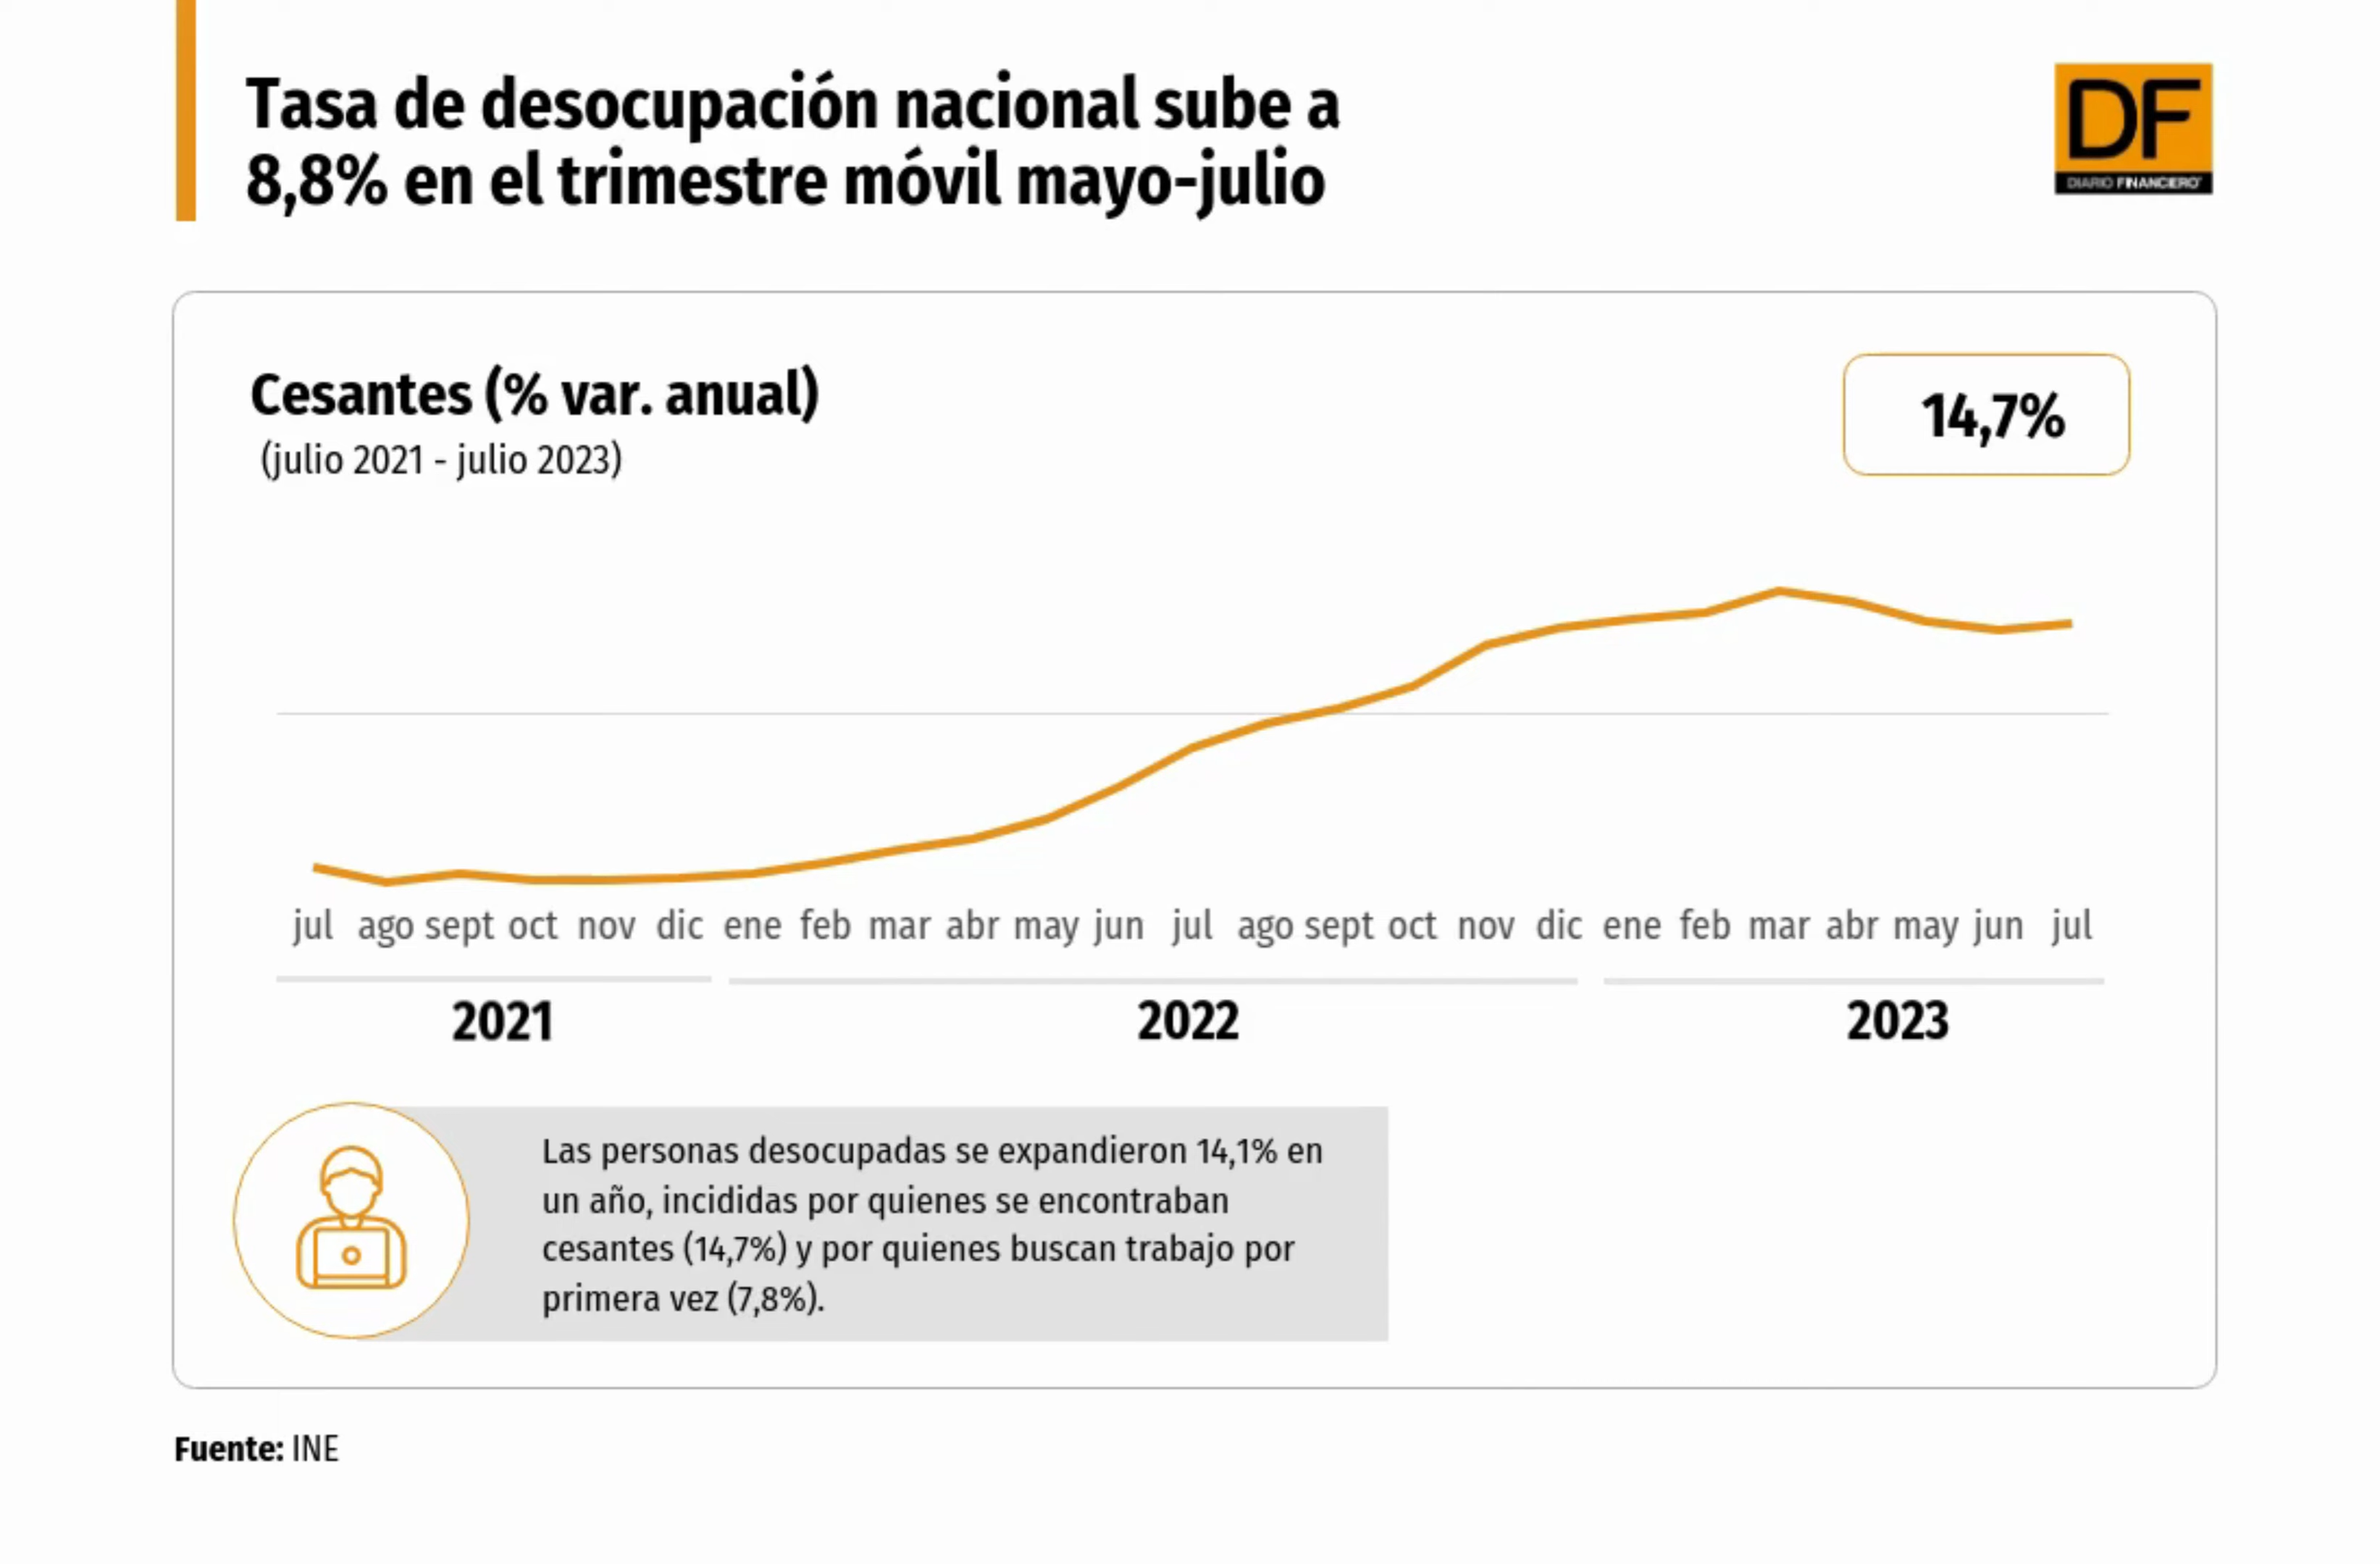 Tasa de desocupación nacional sube a
8,8% en el trimestre móvil mayo-julio
DF
DIARIO FINANCIERO
Cesantes (% var. anual)
(julio 2021 - julio 2023)
14,7%
jul ago sept oct nov dic ene feb mar abr may jun jul ago sept oct nov dic ene feb mar abr may jun jul
2021 2022 2023
Las personas desocupadas se expandieron 14,1% en
un año, incididas por quienes se encontraban
cesantes (14,7%) y por quienes buscan trabajo por
primera vez (7,8%).
Fuente: INE